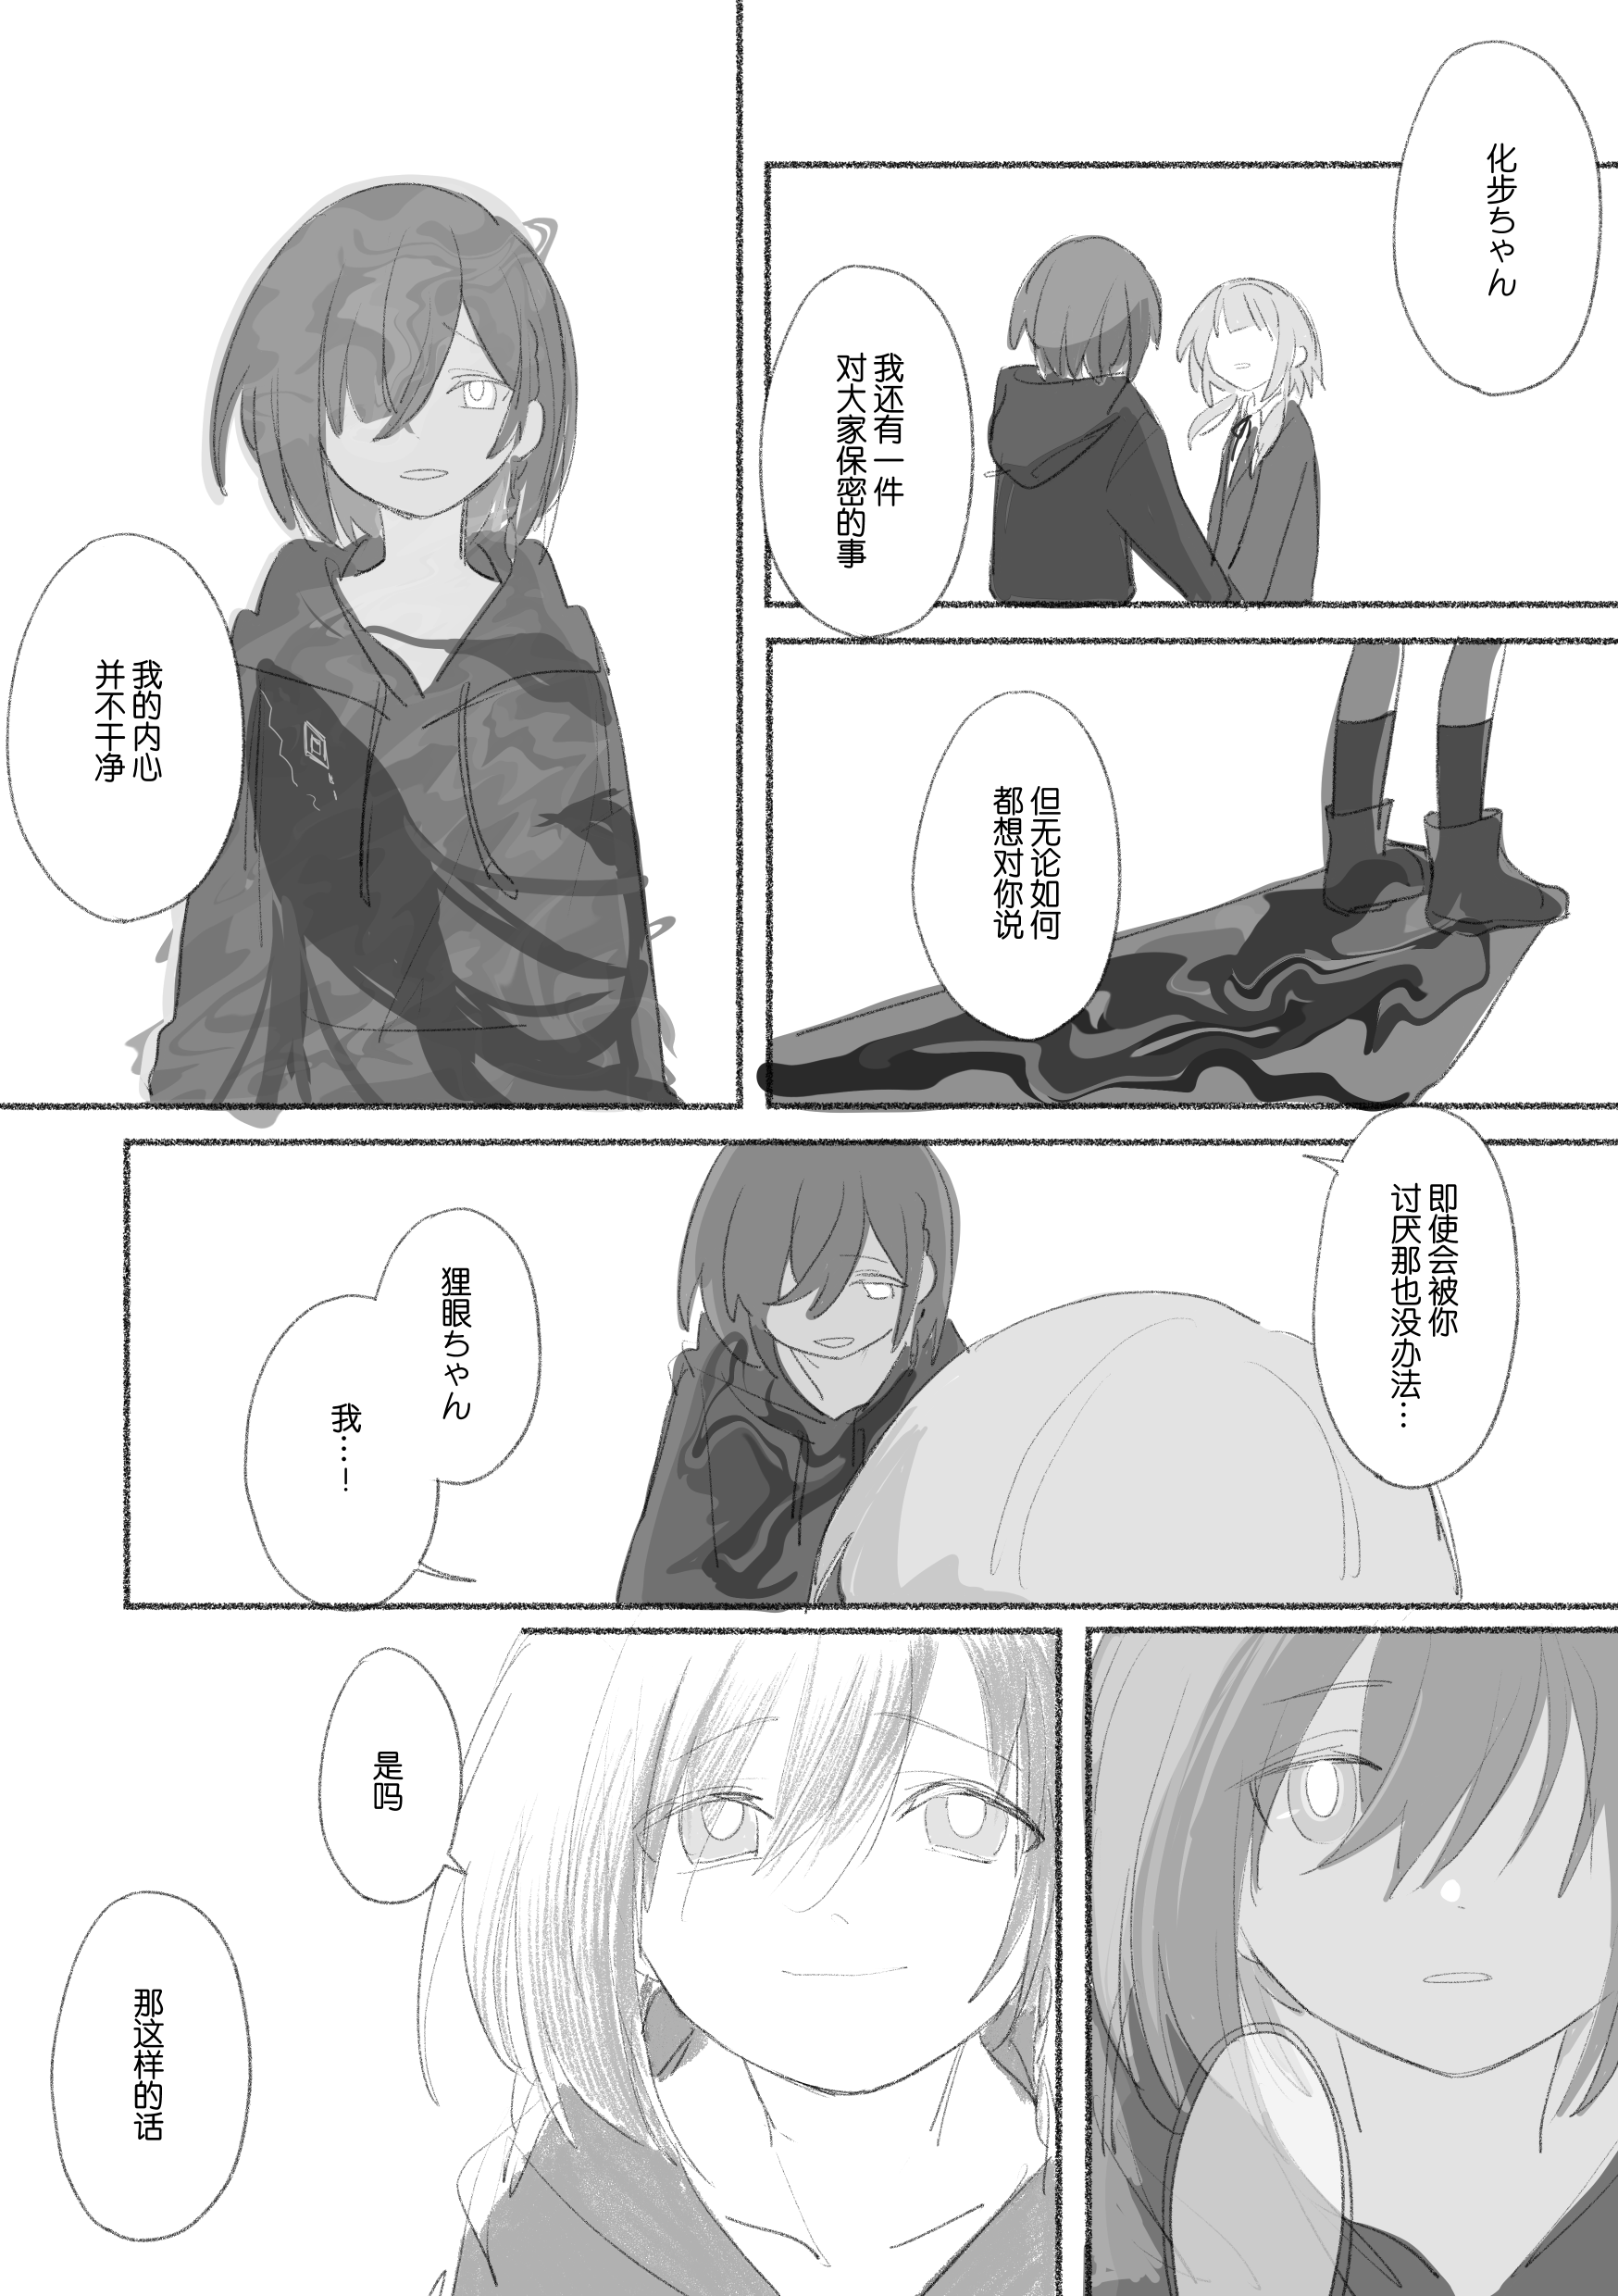 化步ちゃん
我还有一件
对大家保密的事
但无论如何
都想对你说
我的内心
并不干净
即使会被你
讨厌那也没办法…
狸眼ちゃん
我…！
是吗
那这样的话